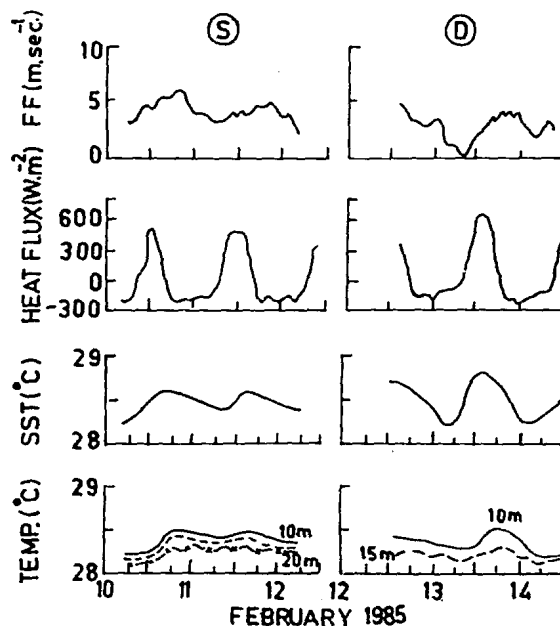 S D
FF (m.sec.⁻¹)
10
5
0
HEAT FLUX (W.m⁻²)
600
300
0
-300
SST (°C)
29
28
TEMP. (°C)
29
28
10m
20m
10m
15m
10 11 12 12 13 14
FEBRUARY 1985